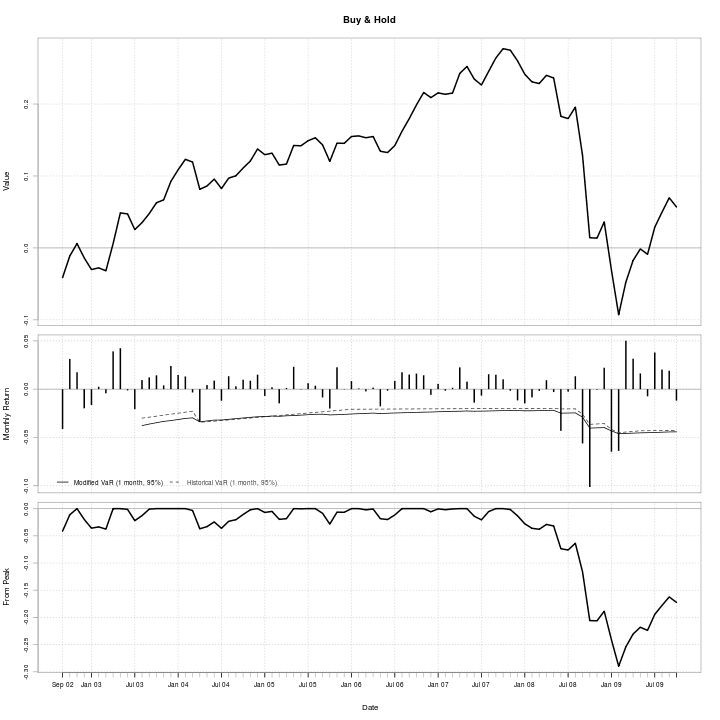 Buy & Hold
Value
0.2
0.1
0.0
-0.1
Monthly Return
0.05
0.00
-0.05
-0.10
Modified VaR (1 month, 95%) Historical VaR (1 month, 95%)
From Peak
0.00
-0.05
-0.10
-0.15
-0.20
-0.25
-0.30
Sep 02 Jan 03 Jul 03 Jan 04 Jul 04 Jan 05 Jul 05 Jan 06 Jul 06 Jan 07 Jul 07 Jan 08 Jul 08 Jan 09 Jul 09
Date